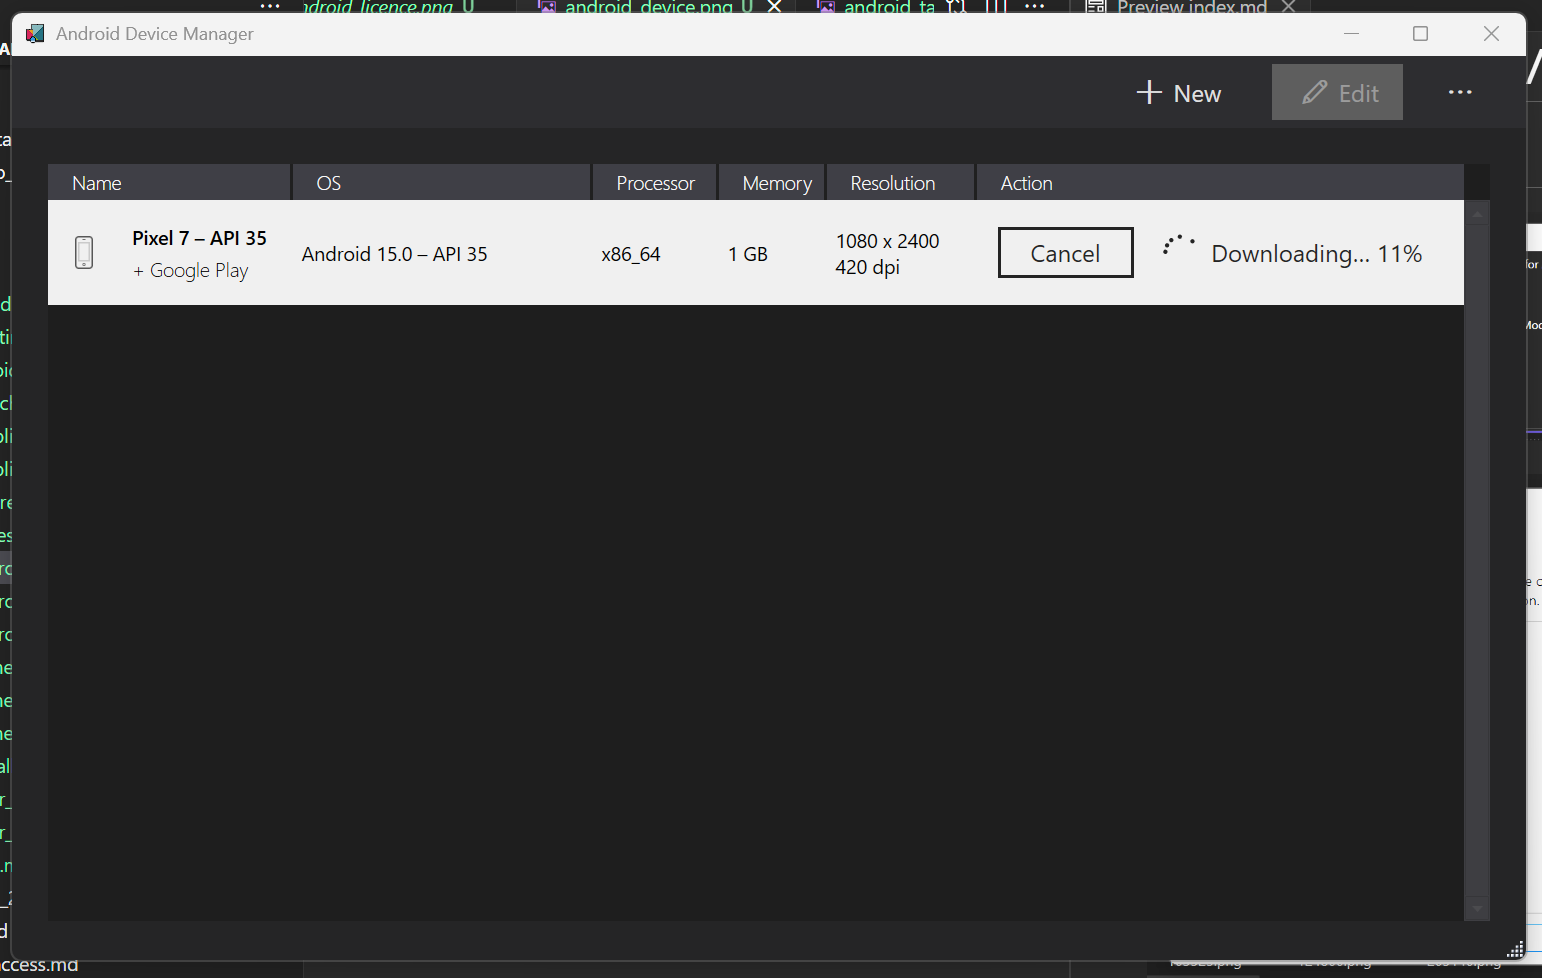 android_licence.png U
android_device.png U
android_ta
Preview index.md
Android Device Manager
New
Edit
Name
OS
Processor
Memory
Resolution
Action
Pixel 7 – API 35
+ Google Play
Android 15.0 – API 35
x86_64
1 GB
1080 x 2400
420 dpi
Cancel
Downloading... 11%
for
ccess.md